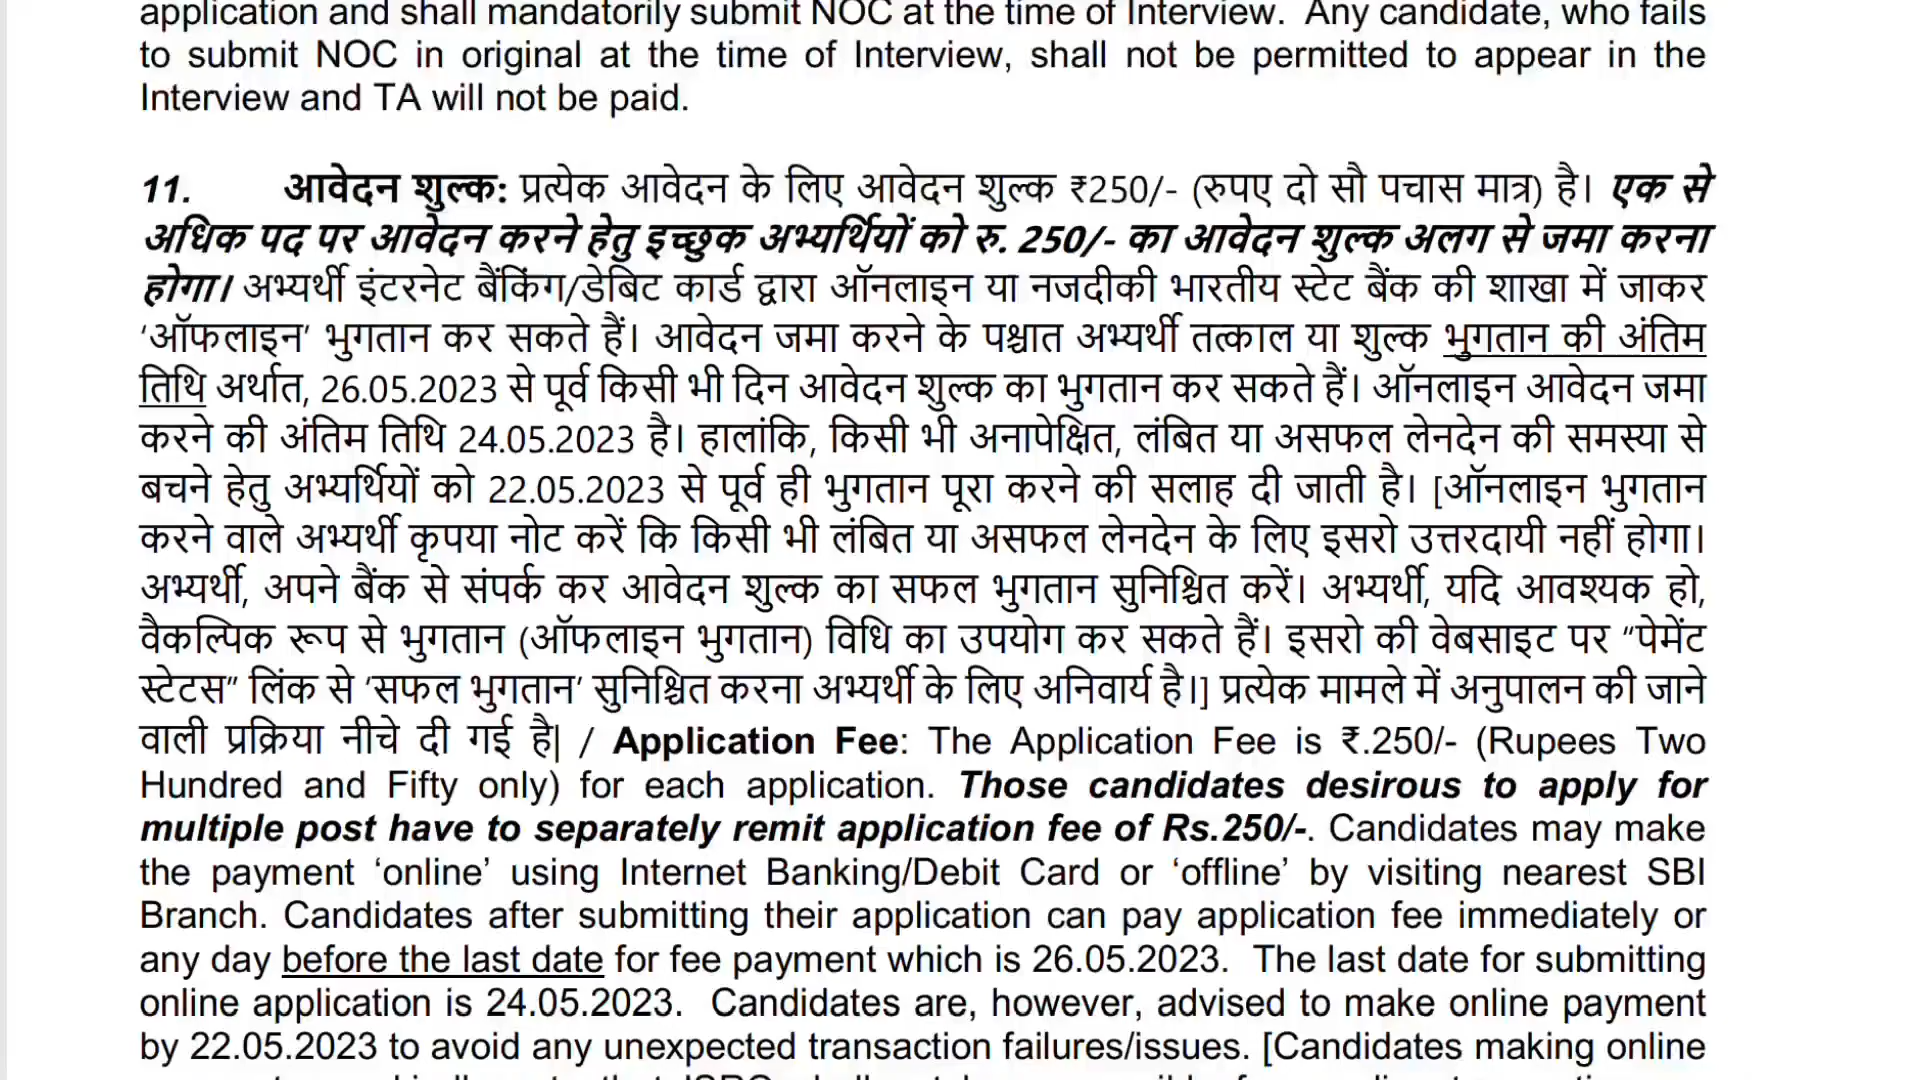 application and shall mandatorily submit NOC at the time of Interview. Any candidate, who fails
to submit NOC in original at the time of Interview, shall not be permitted to appear in the
Interview and TA will not be paid.
11. आवेदन शुल्क: प्रत्येक आवेदन के लिए आवेदन शुल्क ₹250/- (रुपए दो सौ पचास मात्र) है। एक से
अधिक पद पर आवेदन करने हेतु इच्छुक अभ्यर्थियों को रु. 250/- का आवेदन शुल्क अलग से जमा करना
होगा। अभ्यर्थी इंटरनेट बैंकिंग/डेबिट कार्ड द्वारा ऑनलाइन या नजदीकी भारतीय स्टेट बैंक की शाखा में जाकर
‘ऑफलाइन’ भुगतान कर सकते हैं। आवेदन जमा करने के पश्चात अभ्यर्थी तत्काल या शुल्क भुगतान की अंतिम
तिथि अर्थात, 26.05.2023 से पूर्व किसी भी दिन आवेदन शुल्क का भुगतान कर सकते हैं। ऑनलाइन आवेदन जमा
करने की अंतिम तिथि 24.05.2023 है। हालांकि, किसी भी अनापेक्षित, लंबित या असफल लेनदेन की समस्या से
बचने हेतु अभ्यर्थियों को 22.05.2023 से पूर्व ही भुगतान पूरा करने की सलाह दी जाती है। [ऑनलाइन भुगतान
करने वाले अभ्यर्थी कृपया नोट करें कि किसी भी लंबित या असफल लेनदेन के लिए इसरो उत्तरदायी नहीं होगा।
अभ्यर्थी, अपने बैंक से संपर्क कर आवेदन शुल्क का सफल भुगतान सुनिश्चित करें। अभ्यर्थी, यदि आवश्यक हो,
वैकल्पिक रूप से भुगतान (ऑफलाइन भुगतान) विधि का उपयोग कर सकते हैं। इसरो की वेबसाइट पर “पेमेंट
स्टेटस” लिंक से ‘सफल भुगतान’ सुनिश्चित करना अभ्यर्थी के लिए अनिवार्य है।] प्रत्येक मामले में अनुपालन की जाने
वाली प्रक्रिया नीचे दी गई है| / Application Fee: The Application Fee is ₹.250/- (Rupees Two
Hundred and Fifty only) for each application. Those candidates desirous to apply for
multiple post have to separately remit application fee of Rs.250/-. Candidates may make
the payment ‘online’ using Internet Banking/Debit Card or ‘offline’ by visiting nearest SBI
Branch. Candidates after submitting their application can pay application fee immediately or
any day before the last date for fee payment which is 26.05.2023. The last date for submitting
online application is 24.05.2023. Candidates are, however, advised to make online payment
by 22.05.2023 to avoid any unexpected transaction failures/issues. [Candidates making online